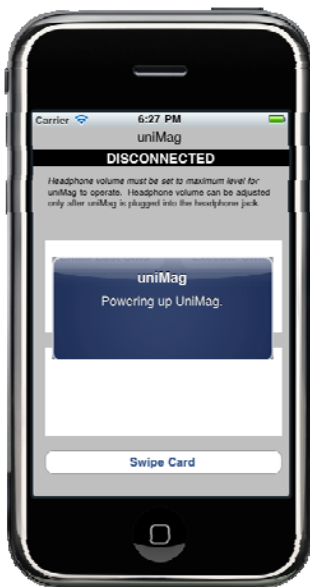 Carrier 6:27 PM
uniMag
DISCONNECTED
Headphone volume must be set to maximum level for
uniMag to operate. Headphone volume can be adjusted
only after uniMag is plugged into the headphone jack.
uniMag
Powering up UniMag.
Swipe Card